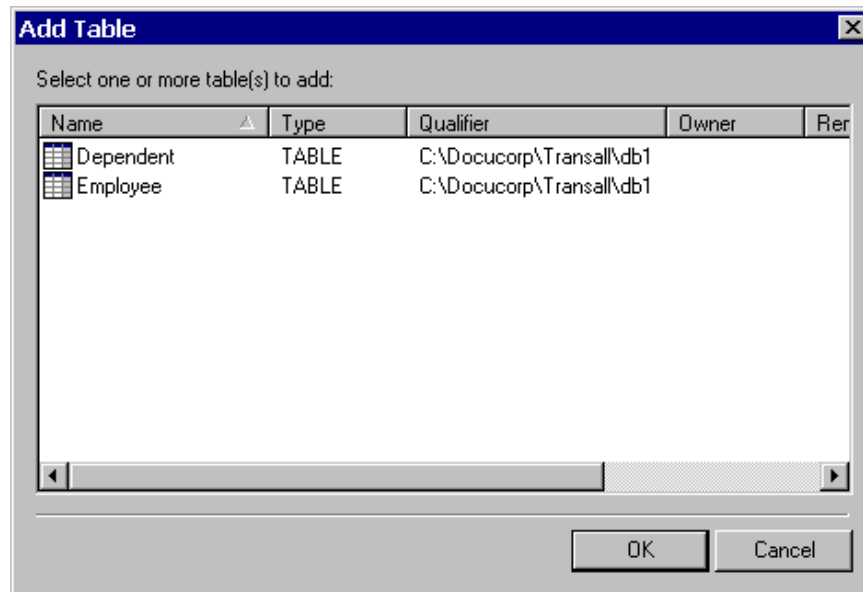 Add Table
Select one or more table(s) to add:
Name Type Qualifier Owner Rer
Dependent TABLE C:\Docucorp\Transall\db1
Employee TABLE C:\Docucorp\Transall\db1
OK Cancel